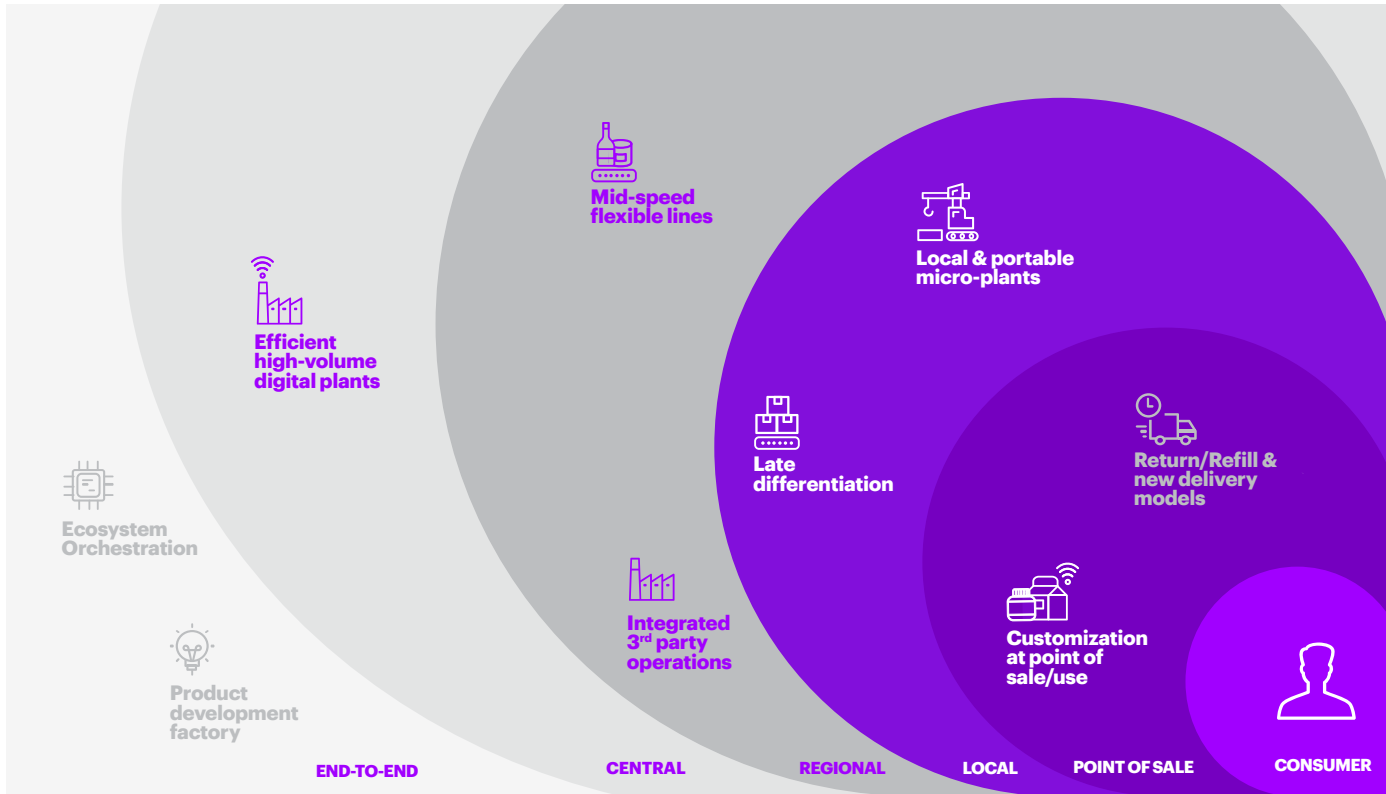 Mid-speed
flexible lines
Local & portable
micro-plants
Efficient
high-volume
digital plants
Late
differentiation
Return/Refill &
new delivery
models
Ecosystem
Orchestration
Integrated
3rd party
operations
Customization
at point of
sale/use
Product
development
factory
END-TO-END
CENTRAL
REGIONAL
LOCAL
POINT OF SALE
CONSUMER